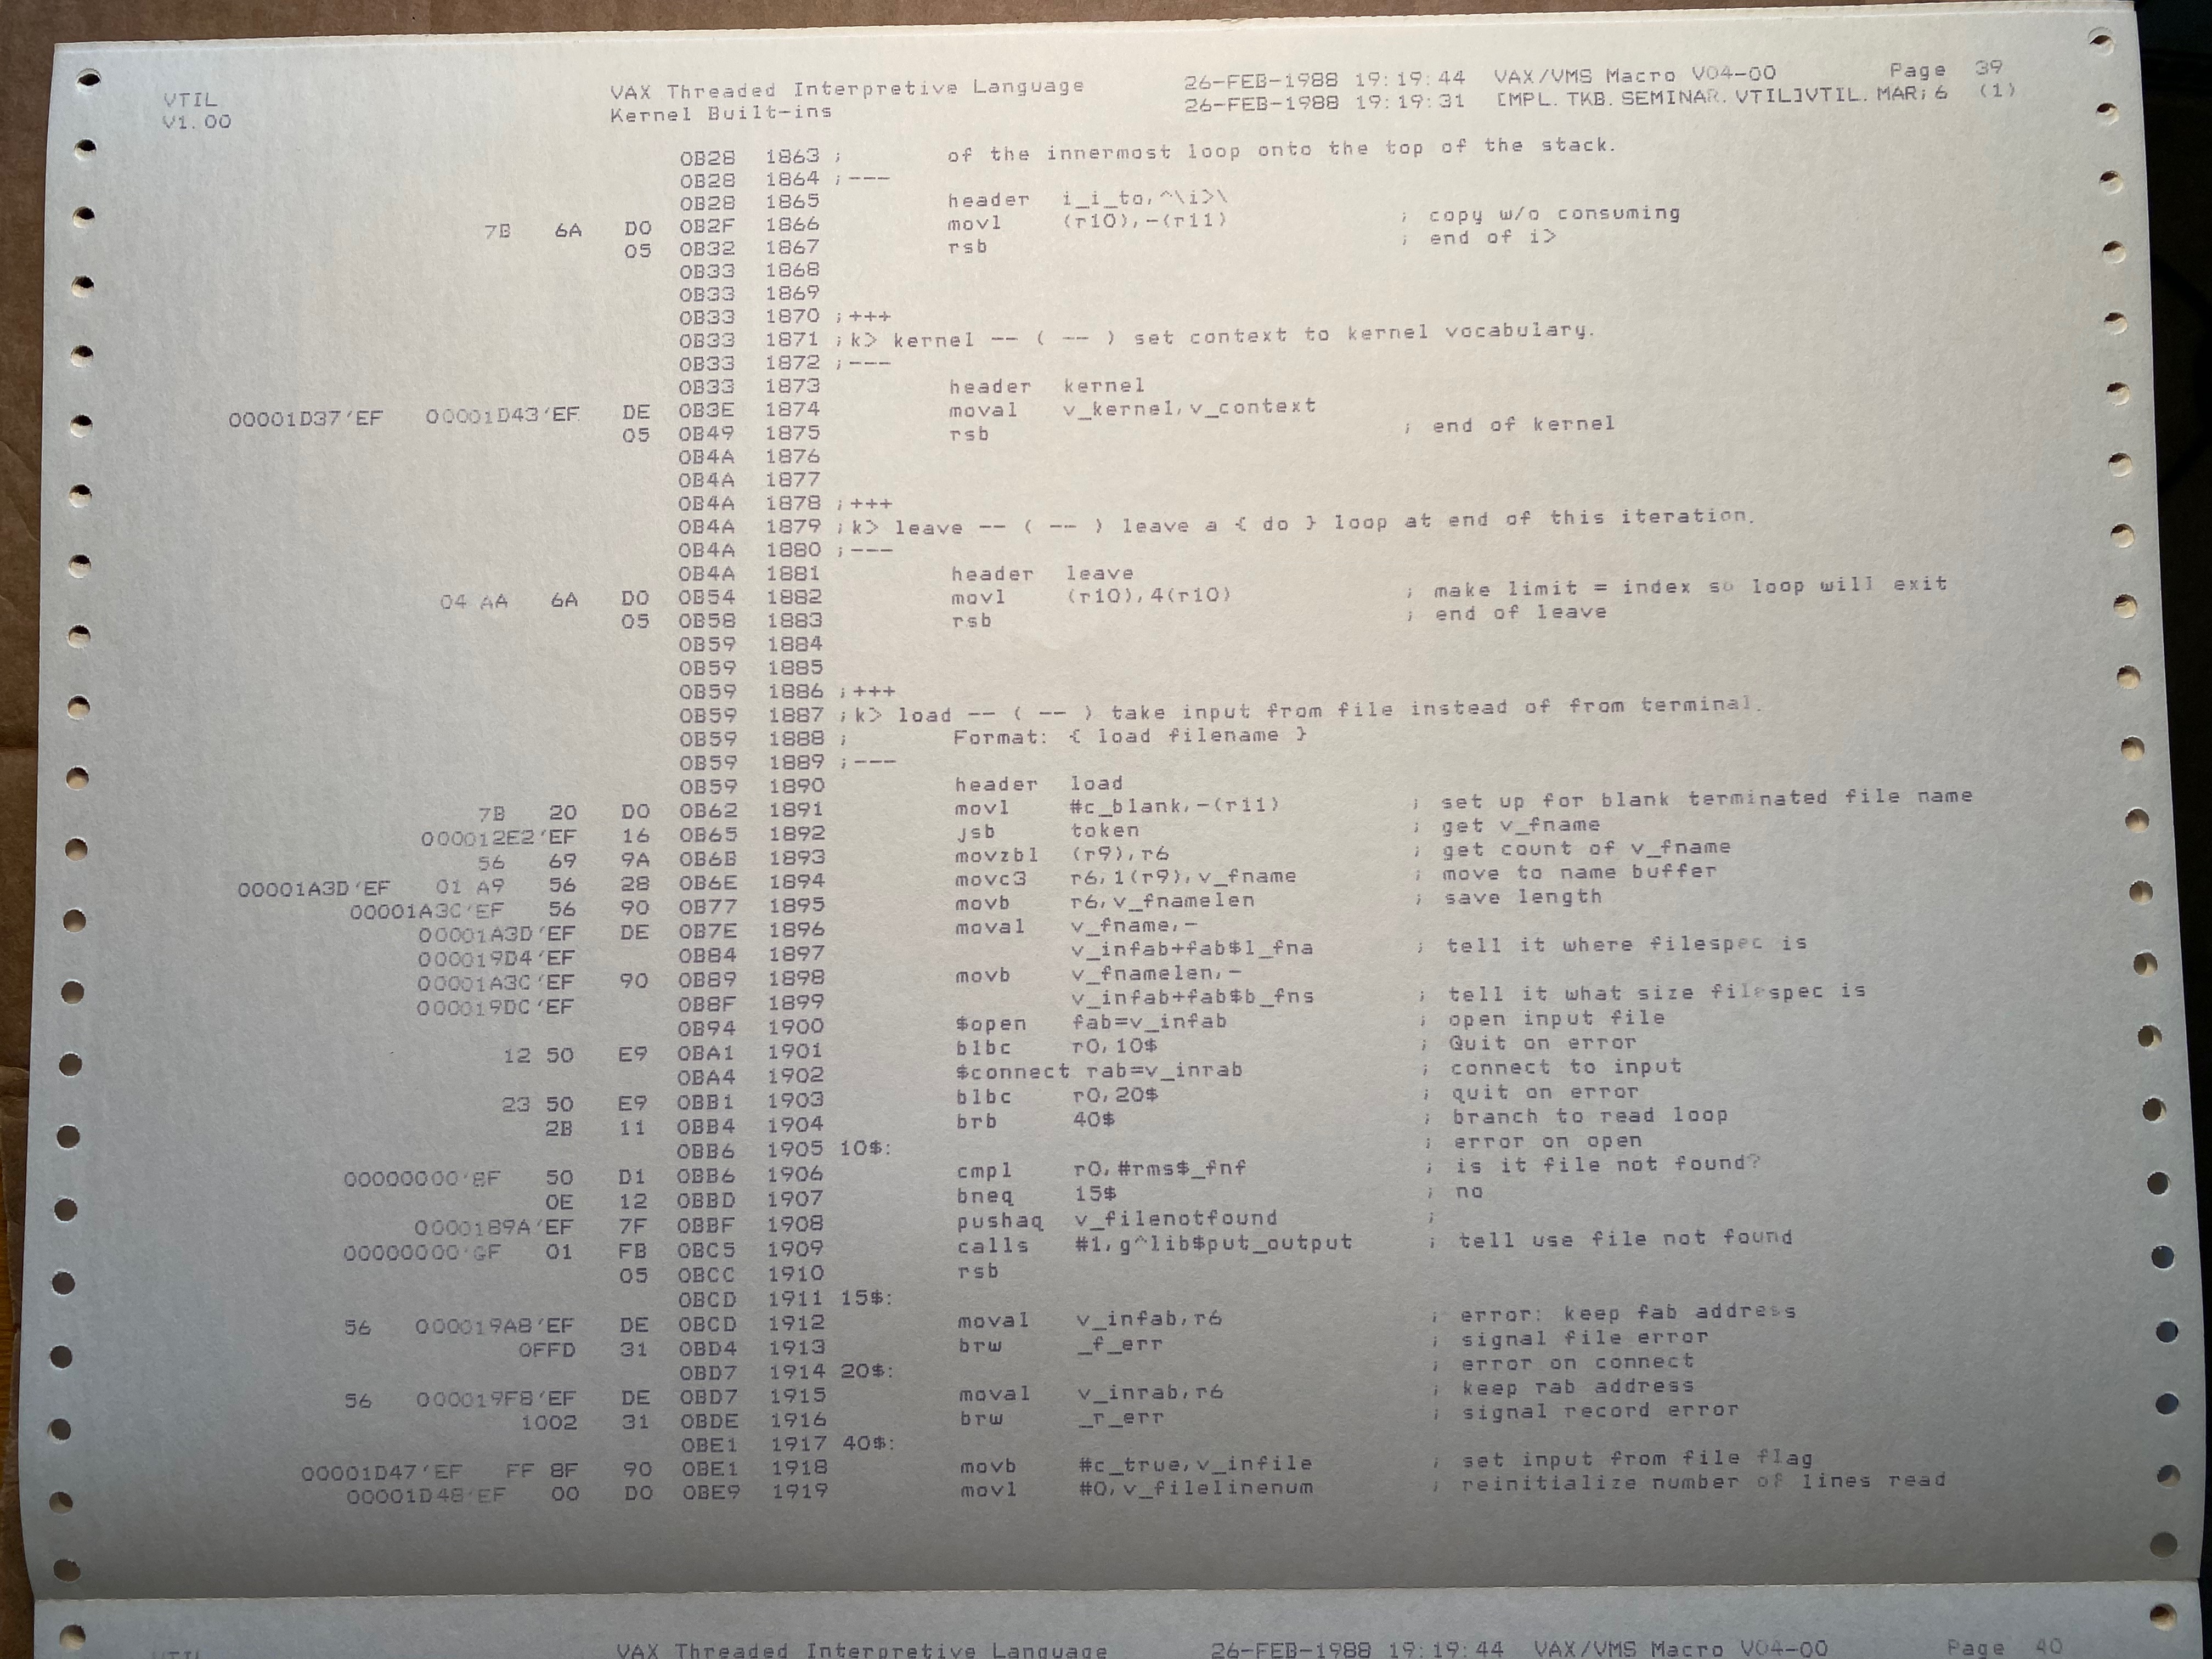 VTIL VAX Threaded Interpretive Language 26-FEB-1988 19:19:44 VAX/VMS Macro V04-00 Page 39
V1.00 Kernel Built-ins 26-FEB-1988 19:19:31 [MPL.TKB.SEMINAR.VTIL]VTIL.MAR;6 (1)
0B28 1863 ; of the innermost loop onto the top of the stack.
0B28 1864 ;---
0B28 1865 header i_i_to,^\i>\
7B 6A D0 0B2F 1866 movl (r10),-(r11) ; copy w/o consuming
05 0B32 1867 rsb ; end of i>
0B33 1868
0B33 1869
0B33 1870 ;+++
0B33 1871 ;k> kernel -- ( -- ) set context to kernel vocabulary.
0B33 1872 ;---
0B33 1873 header kernel
00001D37'EF 00001D43'EF DE 0B3E 1874 moval v_kernel,v_context
05 0B49 1875 rsb ; end of kernel
0B4A 1876
0B4A 1877
0B4A 1878 ;+++
0B4A 1879 ;k> leave -- ( -- ) leave a { do } loop at end of this iteration.
0B4A 1880 ;---
0B4A 1881 header leave
04 AA 6A D0 0B54 1882 movl (r10),4(r10) ; make limit = index so loop will exit
05 0B58 1883 rsb ; end of leave
0B59 1884
0B59 1885
0B59 1886 ;+++
0B59 1887 ;k> load -- ( -- ) take input from file instead of from terminal.
0B59 1888 ; Format: { load filename }
0B59 1889 ;---
0B59 1890 header load
7B 20 D0 0B62 1891 movl #c_blank,-(r11) ; set up for blank terminated file name
000012E2'EF 16 0B65 1892 jsb token ; get v_fname
56 69 9A 0B6B 1893 movzbl (r9),r6 ; get count of v_fname
00001A3D'EF 01 A9 56 28 0B6E 1894 movc3 r6,1(r9),v_fname ; move to name buffer
00001A3C'EF 56 90 0B77 1895 movb r6,v_fnamelen ; save length
00001A3D'EF DE 0B7E 1896 moval v_fname,-
000019D4'EF 0B84 1897 v_infab+fab$l_fna ; tell it where filespec is
00001A3C'EF 90 0B89 1898 movb v_fnamelen,-
000019DC'EF 0B8F 1899 v_infab+fab$b_fns ; tell it what size filespec is
0B94 1900 $open fab=v_infab ; open input file
12 50 E9 0BA1 1901 blbc r0,10$ ; Quit on error
0BA4 1902 $connect rab=v_inrab ; connect to input
23 50 E9 0BB1 1903 blbc r0,20$ ; quit on error
2B 11 0BB4 1904 brb 40$ ; branch to read loop
0BB6 1905 10$: ; error on open
00000000'8F 50 D1 0BB6 1906 cmpl r0,#rms$_fnf ; is it file not found?
0E 12 0BBD 1907 bneq 15$ ; no
0000189A'EF 7F 0BBF 1908 pushaq v_filenotfound ;
00000000'GF 01 FB 0BC5 1909 calls #1,g^lib$put_output ; tell use file not found
05 0BCC 1910 rsb
0BCD 1911 15$:
56 000019A8'EF DE 0BCD 1912 moval v_infab,r6 ; error: keep fab address
0FFD 31 0BD4 1913 brw _f_err ; signal file error
0BD7 1914 20$: ; error on connect
56 000019F8'EF DE 0BD7 1915 moval v_inrab,r6 ; keep rab address
1002 31 0BDE 1916 brw _r_err ; signal record error
0BE1 1917 40$:
00001D47'EF FF 8F 90 0BE1 1918 movb #c_true,v_infile ; set input from file flag
00001D48'EF 00 D0 0BE9 1919 movl #0,v_filelinenum ; reinitialize number of lines read
VTIL VAX Threaded Interpretive Language 26-FEB-1988 19:19:44 VAX/VMS Macro V04-00 Page 40